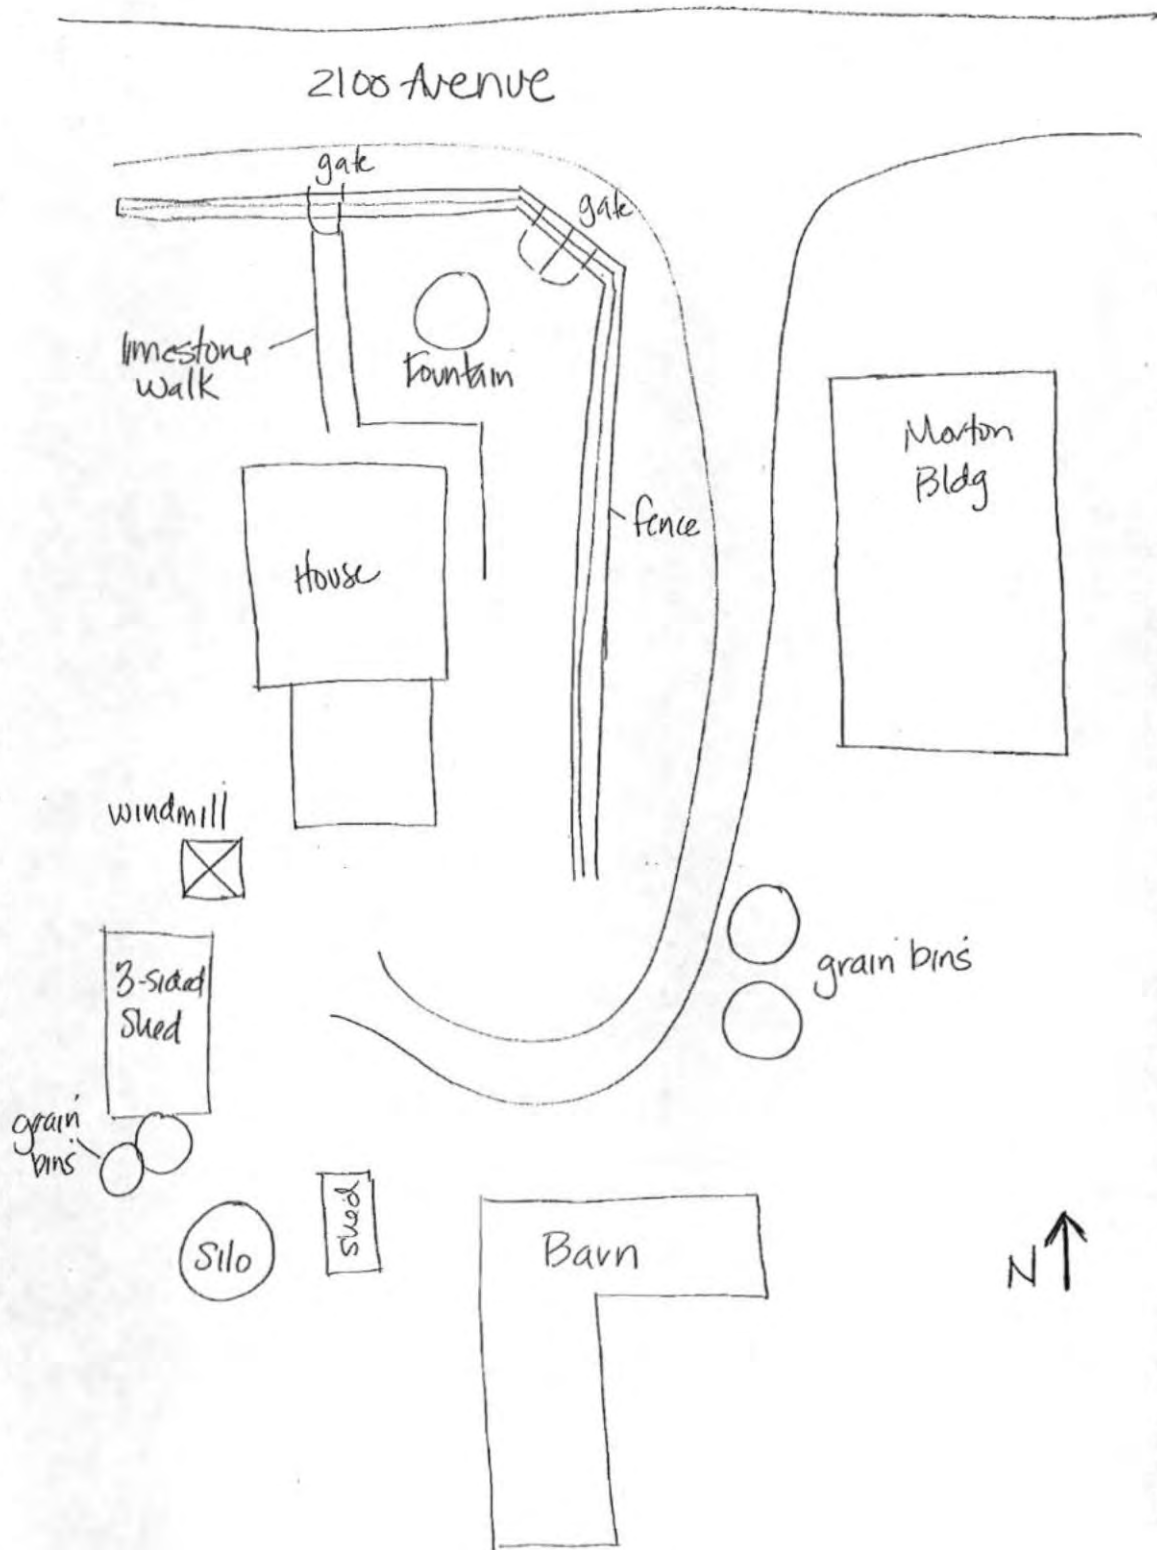 2100 Avenue
gate
gate
limestone
walk
Fountain
Morton
Bldg
fence
House
windmill
3-sided
Shed
grain bins
grain
bins
Shed
Silo
Barn
N